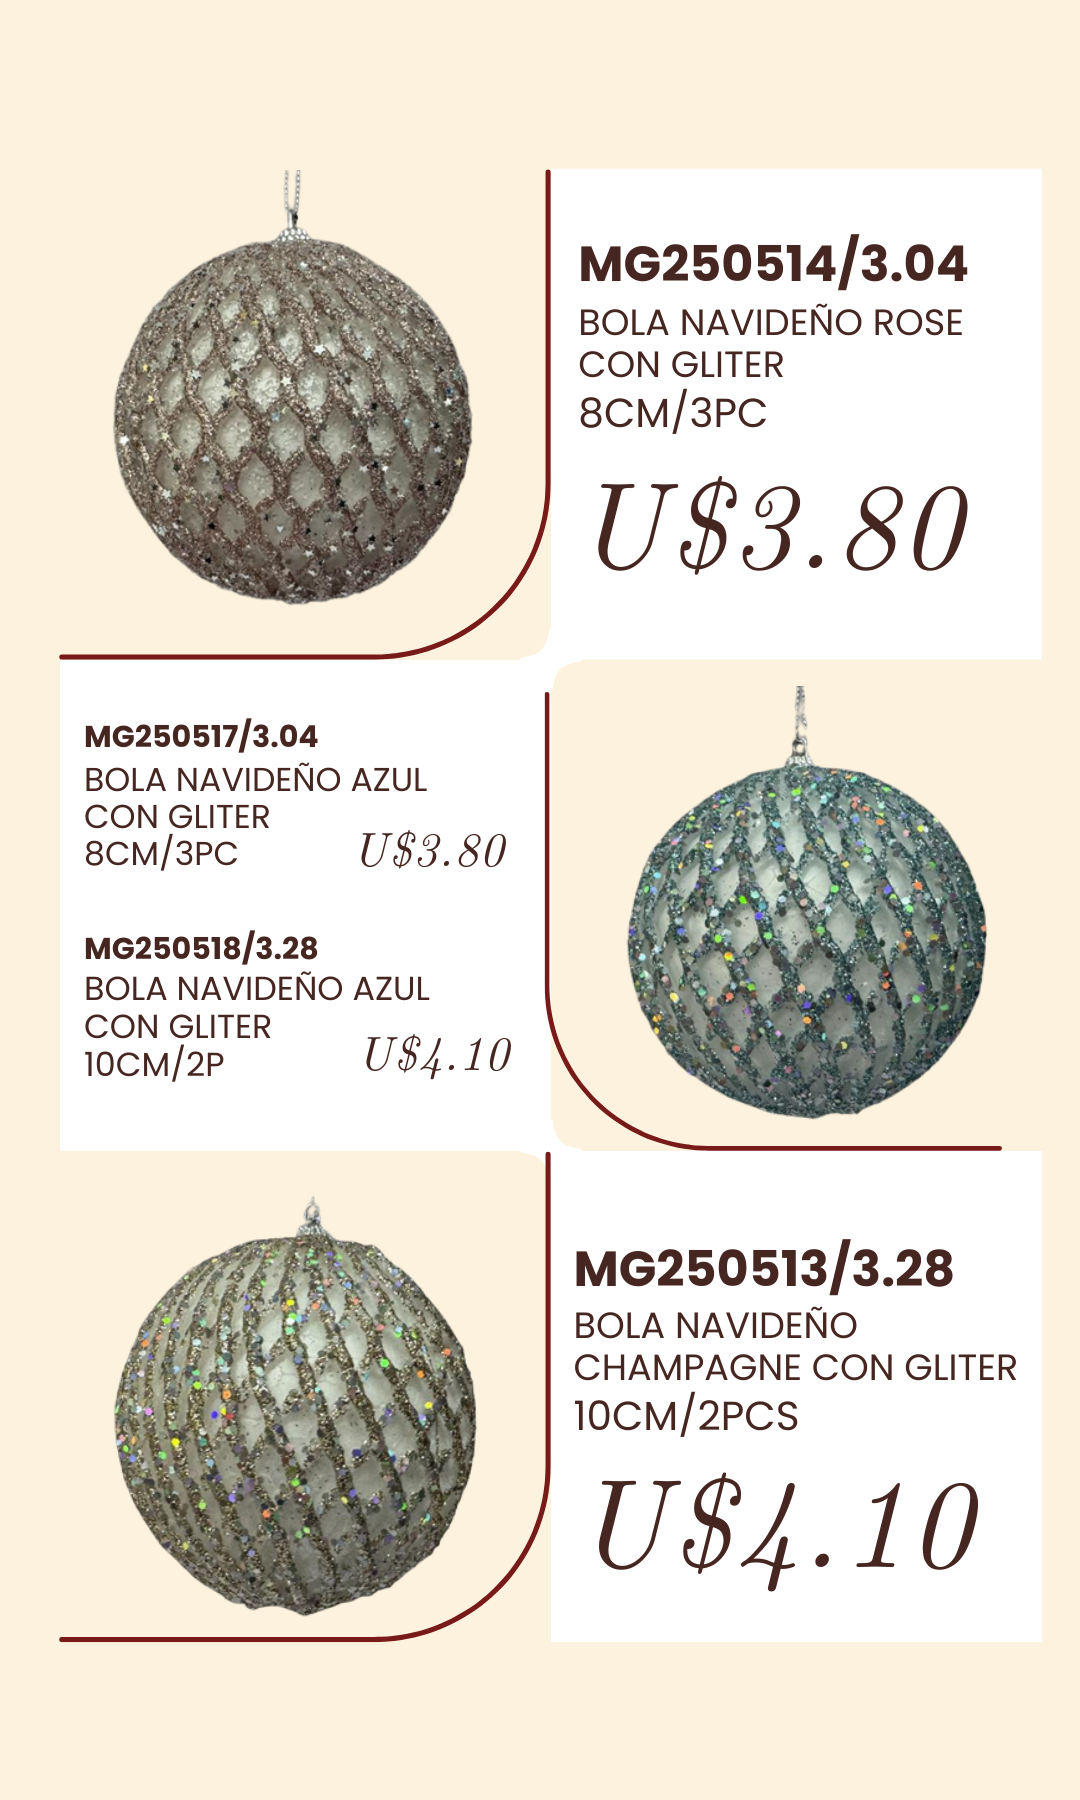 MG250514/3.04
BOLA NAVIDEÑO ROSE
CON GLITER
8CM/3PC
U$3.80
MG250517/3.04
BOLA NAVIDEÑO AZUL
CON GLITER
8CM/3PC
U$3.80
MG250518/3.28
BOLA NAVIDEÑO AZUL
CON GLITER
10CM/2P
U$4.10
MG250513/3.28
BOLA NAVIDEÑO
CHAMPAGNE CON GLITER
10CM/2PCS
U$4.10